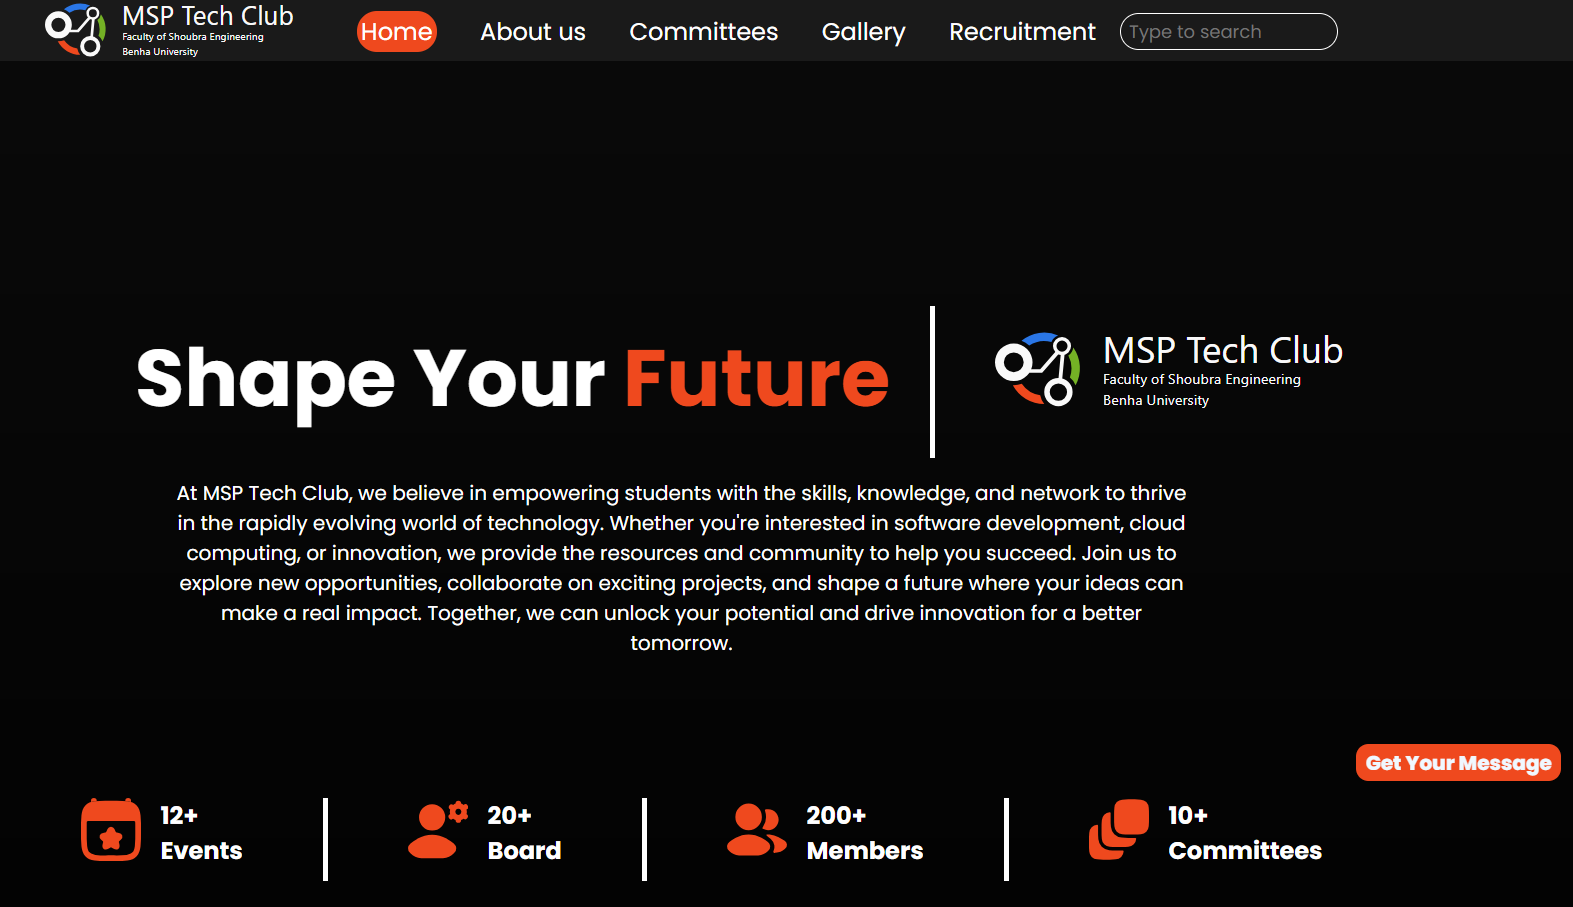 MSP Tech Club
Faculty of Shoubra Engineering
Benha University
Home
About us
Committees
Gallery
Recruitment
Type to search
Shape Your Future
MSP Tech Club
Faculty of Shoubra Engineering
Benha University
At MSP Tech Club, we believe in empowering students with the skills, knowledge, and network to thrive
in the rapidly evolving world of technology. Whether you're interested in software development, cloud
computing, or innovation, we provide the resources and community to help you succeed. Join us to
explore new opportunities, collaborate on exciting projects, and shape a future where your ideas can
make a real impact. Together, we can unlock your potential and drive innovation for a better
tomorrow.
Get Your Message
12+
Events
20+
Board
200+
Members
10+
Committees